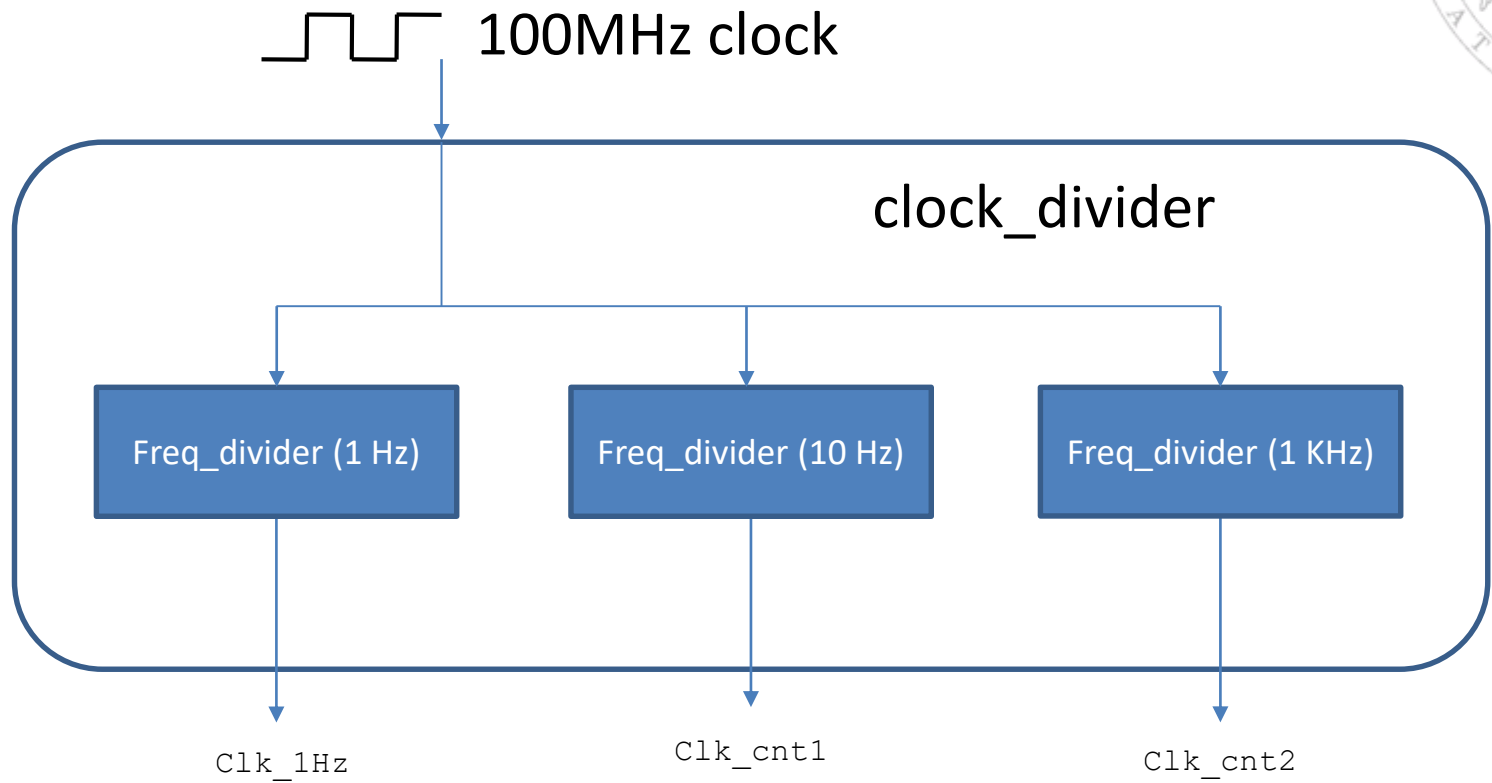 100MHz clock
clock_divider
Freq_divider (1 Hz)
Freq_divider (10 Hz)
Freq_divider (1 KHz)
Clk_1Hz
Clk_cnt1
Clk_cnt2